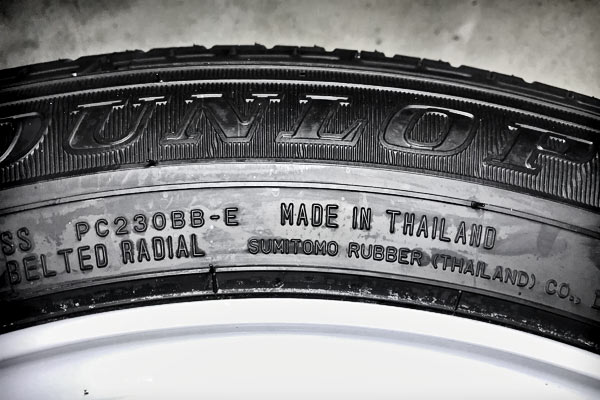 DUNLOP
SS PC230BB-E MADE IN THAILAND
BELTED RADIAL SUMITOMO RUBBER (THAILAND) CO.,